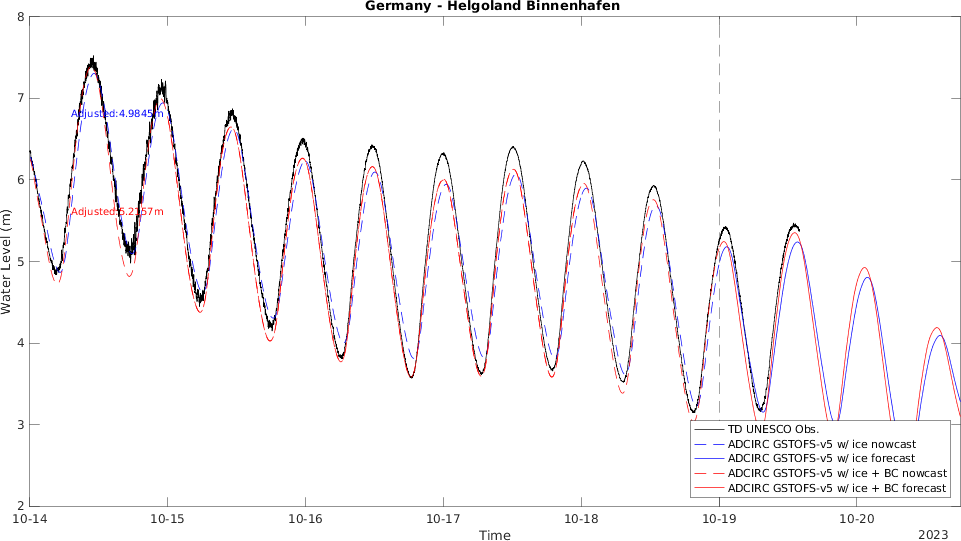 Germany - Helgoland Binnenhafen
8
7
6
5
4
3
2
Water Level (m)
Adjusted:4.9845m
Adjusted:5.2157m
TD UNESCO Obs.
ADCIRC GSTOFS-v5 w/ ice nowcast
ADCIRC GSTOFS-v5 w/ ice forecast
ADCIRC GSTOFS-v5 w/ ice + BC nowcast
ADCIRC GSTOFS-v5 w/ ice + BC forecast
10-14 10-15 10-16 10-17 10-18 10-19 10-20
Time
2023